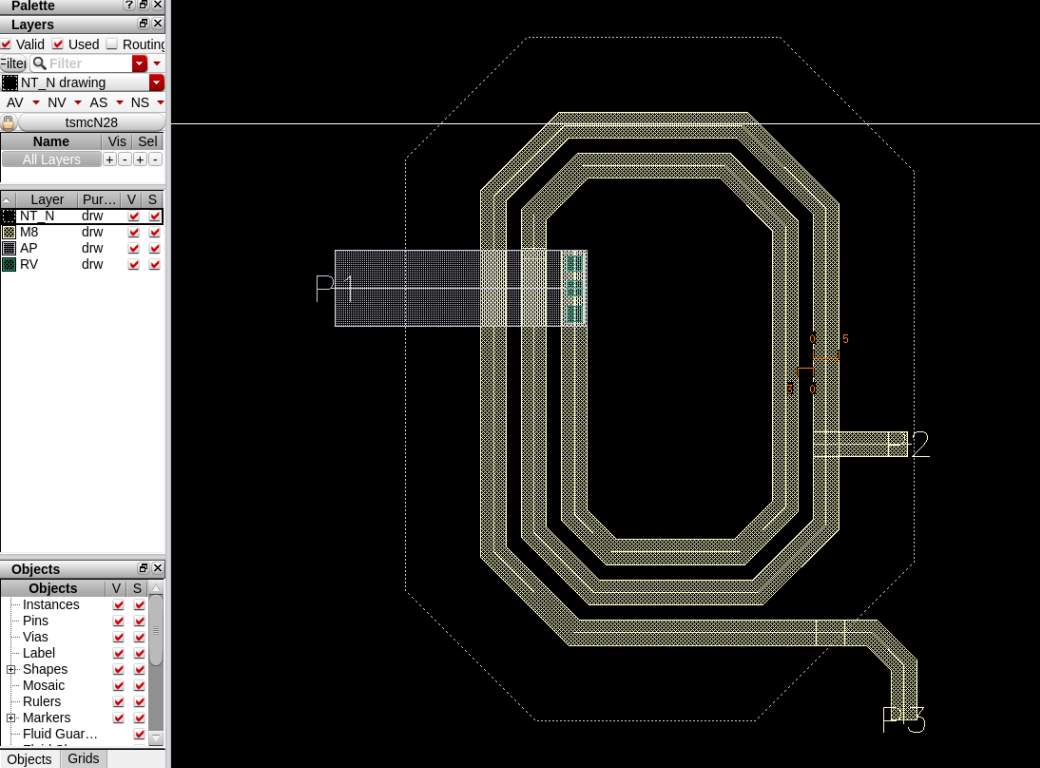 Palette ?
Layers
Valid Used Routing
Filter Filter
NT_N drawing
AV NV AS NS
tsmcN28
Name Vis Sel
All Layers + - + -
Layer Pur... V S
NT_N drw
M8 drw
AP drw
RV drw
Objects
Objects V S
Instances
Pins
Vias
Label
Shapes
Mosaic
Rulers
Markers
Fluid Guar...
Objects Grids
P1
0 5
5 0
P2
P3